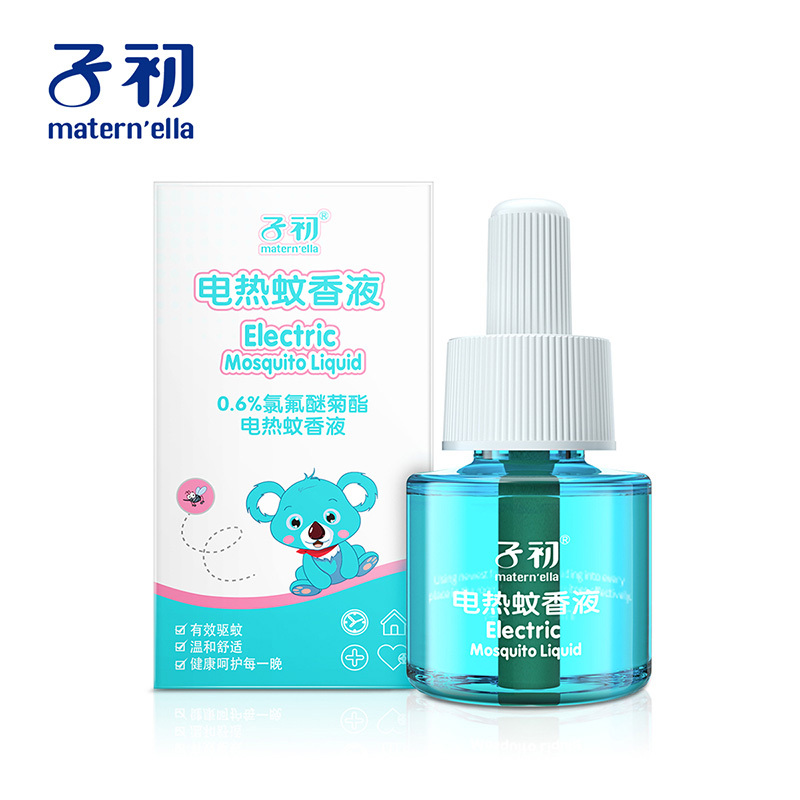 子初
matern'ella
子初®
matern'ella
电热蚊香液
Electric
Mosquito Liquid
0.6%氯氟醚菊酯
电热蚊香液
有效驱蚊
温和舒适
健康呵护每一晚
子初®
matern'ella
电热蚊香液
Electric
Mosquito Liquid